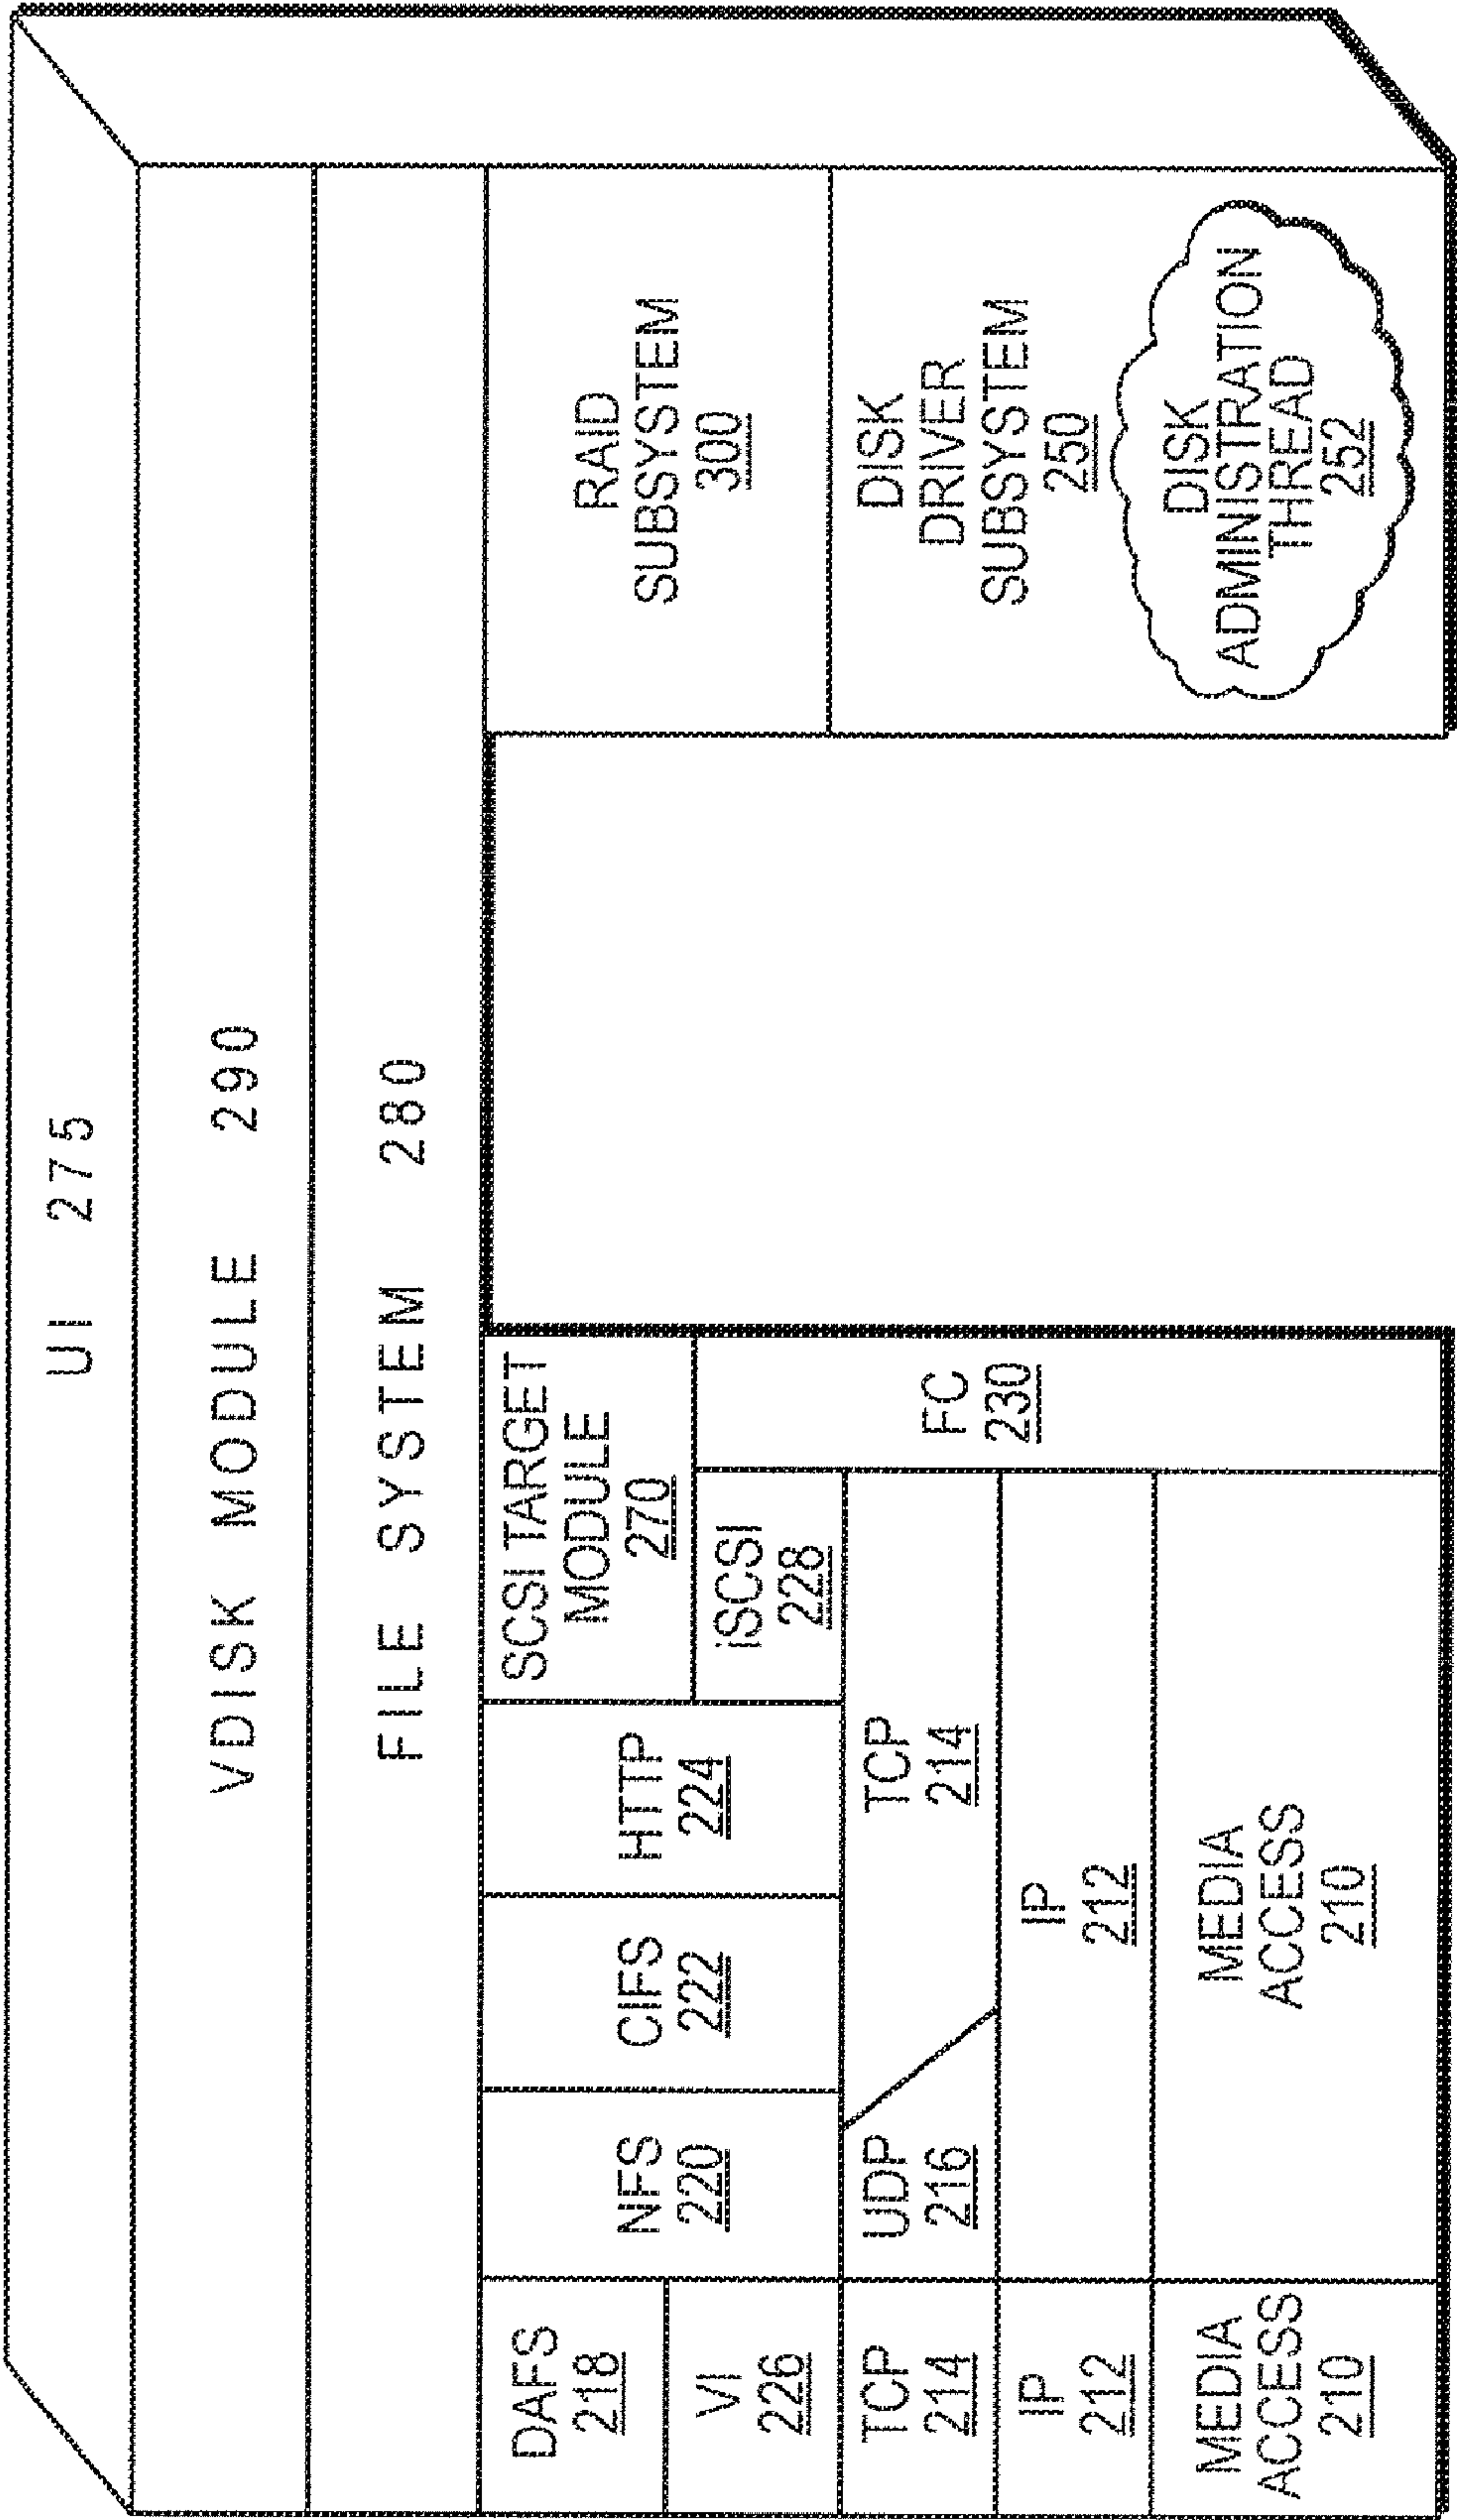 UI 275
VDISK MODULE 290
FILE SYSTEM 280
DAFS
218
VI
226
TCP
214
IP
212
MEDIA
ACCESS
210
NFS
220
CIFS
222
HTTP
224
SCSI TARGET
MODULE
270
iSCSI
228
FC
230
UDP
216
TCP
214
IP
212
MEDIA
ACCESS
210
RAID
SUBSYSTEM
300
DISK
DRIVER
SUBSYSTEM
250
DISK
ADMINISTRATION
THREAD
252